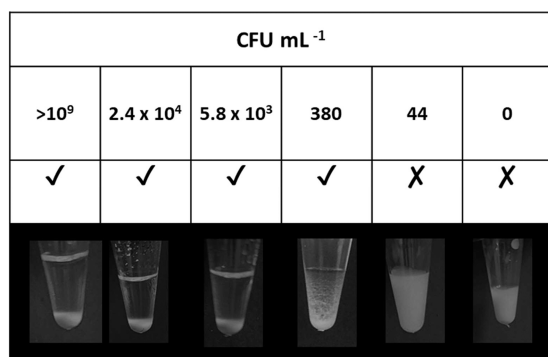 CFU mL ⁻¹
>10⁹ 2.4 x 10⁴ 5.8 x 10³ 380 44 0
✓ ✓ ✓ ✓ ✗ ✗